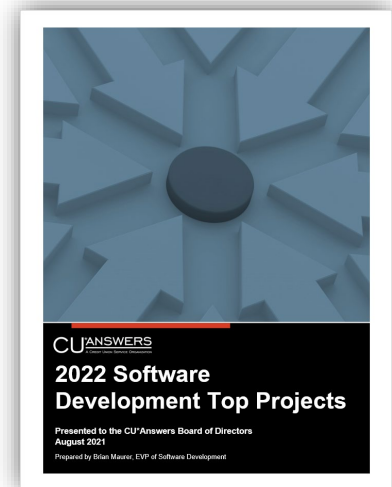 CU*ANSWERS
A CREDIT UNION SERVICE ORGANIZATION
2022 Software
Development Top Projects
Presented to the CU*Answers Board of Directors
August 2021
Prepared by Brian Maurer, EVP of Software Development